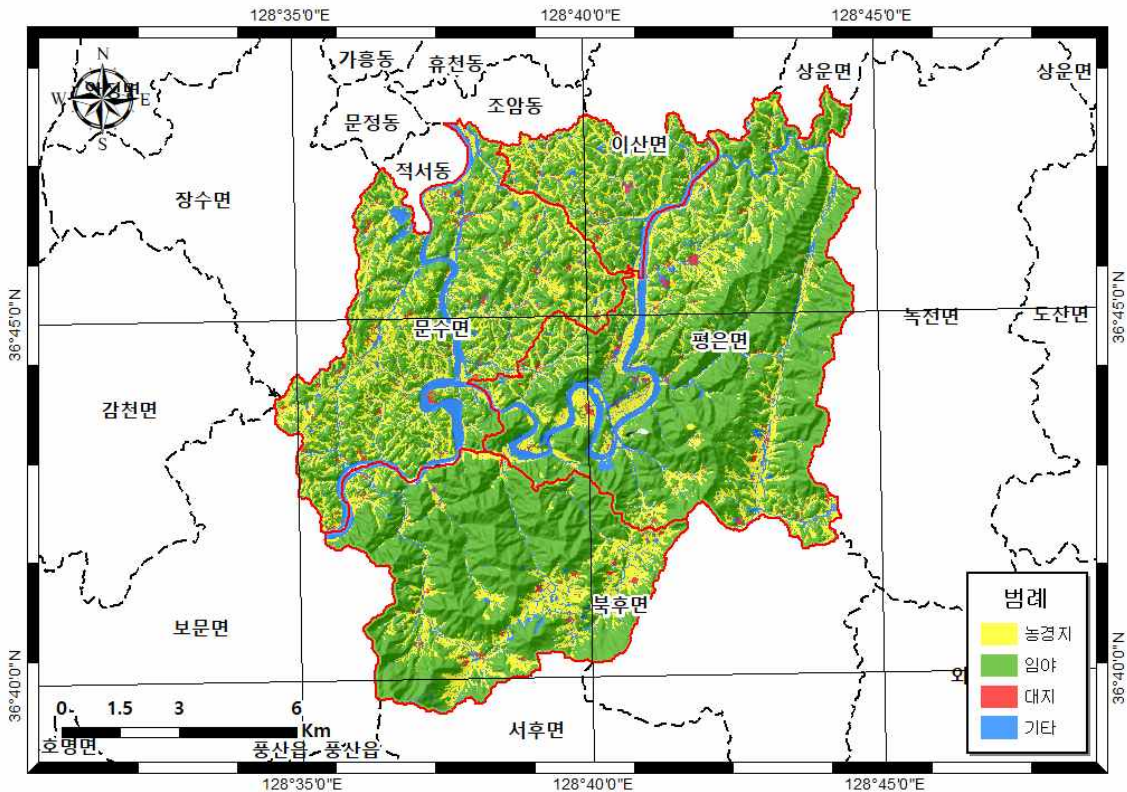 128°35'0"E 128°40'0"E 128°45'0"E
N
W E
S
가흥동 휴천동 상운면 상운면
조암동
문정동
이산면
적서동
장수면
36°45'0"N
문수면 평은면 녹전면 도산면
36°45'0"N
감천면
북후면
보문면
범례
농경지
임야
대지
기타
36°40'0"N
36°40'0"N
와
0 1.5 3 6
Km
서후면
호명면 풍산읍 풍산읍
128°35'0"E 128°40'0"E 128°45'0"E